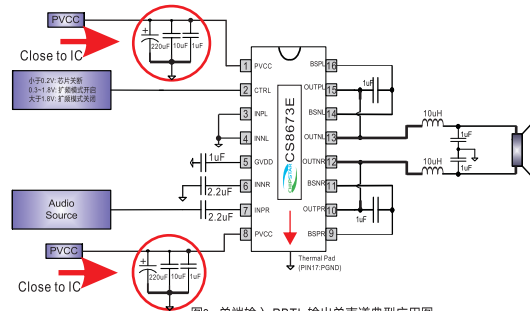 PVCC
Close to IC
220uF
10uF
1uF
小于0.2V: 芯片关断
0.3~1.8V: 扩频模式开启
大于1.8V: 扩频模式关闭
1 PVCC
2 CTRL
3 INPL
4 INNL
5 GVDD
6 INNR
7 INPR
8 PVCC
CS8673E
CHIPSTAR
BSPL 16
OUTPL 15
BSNL 14
OUTNL 13
OUTNR 12
BSNR 11
OUTPR 10
BSPR 9
1uF
1uF
10uH
10uH
1uF
1uF
1uF
2.2uF
2.2uF
Audio
Source
PVCC
Close to IC
220uF
10uF
1uF
Thermal Pad
(PIN17:PGND)